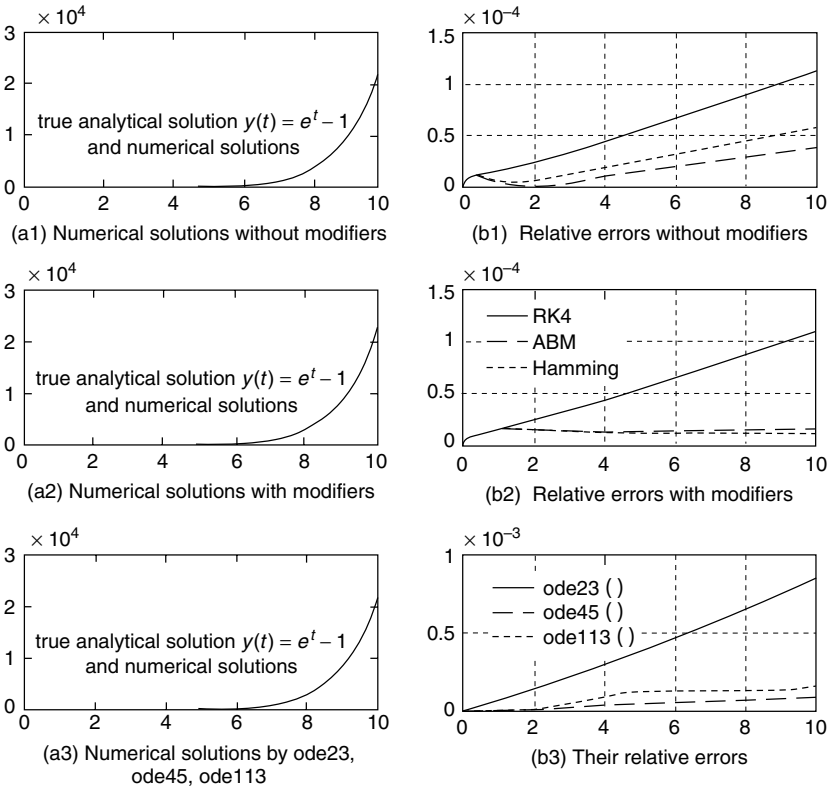 × 10⁴
3
2
1
0
true analytical solution y(t) = eᵗ – 1
and numerical solutions
0 2 4 6 8 10
(a1) Numerical solutions without modifiers
× 10⁻⁴
1.5
1
0.5
0
0 2 4 6 8 10
(b1) Relative errors without modifiers
× 10⁴
3
2
1
0
true analytical solution y(t) = eᵗ – 1
and numerical solutions
0 2 4 6 8 10
(a2) Numerical solutions with modifiers
× 10⁻⁴
1.5
1
0.5
0
RK4
ABM
Hamming
0 2 4 6 8 10
(b2) Relative errors with modifiers
× 10⁴
3
2
1
0
true analytical solution y(t) = eᵗ – 1
and numerical solutions
0 2 4 6 8 10
(a3) Numerical solutions by ode23,
ode45, ode113
× 10⁻³
1
0.5
0
ode23 ( )
ode45 ( )
ode113 ( )
0 2 4 6 8 10
(b3) Their relative errors